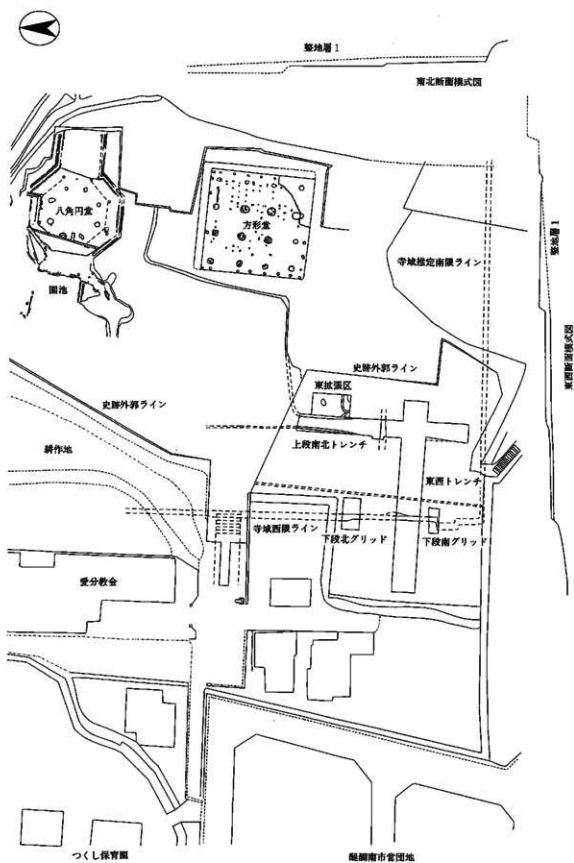 整地層1
南北断面模式図
八角円堂
方形堂
園池
寺域推定南限ライン
整地層1
東西断面模式図
史跡外郭ライン
東拡張区
史跡外郭ライン
耕作地
上段南北トレンチ
東西トレンチ
寺域西限ライン
下段北グリッド
下段南グリッド
愛分教会
つくし保育園
醍醐南市営団地